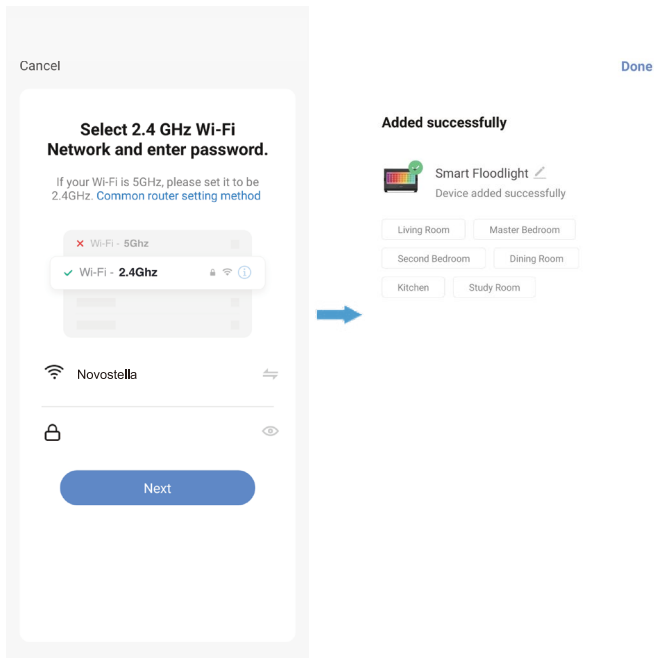 Cancel
Select 2.4 GHz Wi-Fi
Network and enter password.
If your Wi-Fi is 5GHz, please set it to be
2.4GHz. Common router setting method
Wi-Fi - 5Ghz
Wi-Fi - 2.4Ghz
Novostella
Next
Done
Added successfully
Smart Floodlight
Device added successfully
Living Room Master Bedroom
Second Bedroom Dining Room
Kitchen Study Room